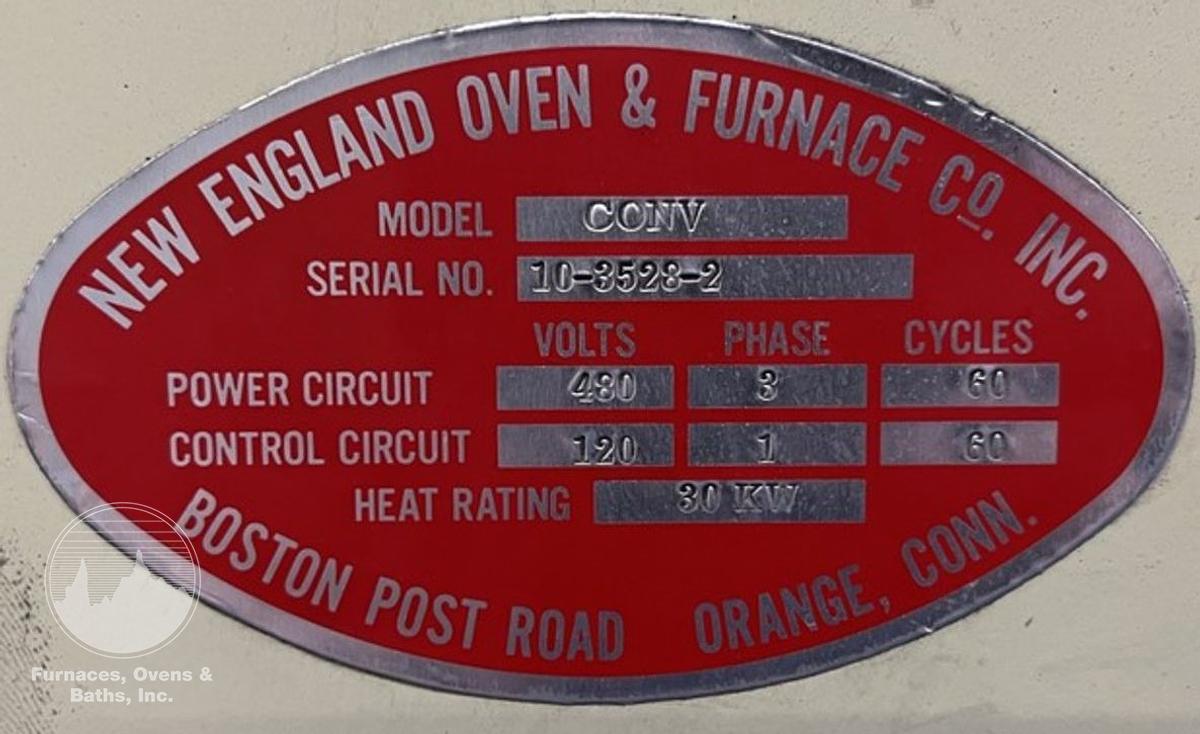 NEW ENGLAND OVEN & FURNACE CO. INC.
MODEL CONV
SERIAL NO. 10-3528-2
VOLTS PHASE CYCLES
POWER CIRCUIT 480 3 60
CONTROL CIRCUIT 120 1 60
HEAT RATING 30 KW
BOSTON POST ROAD ORANGE, CONN.
Furnaces, Ovens &
Baths, Inc.